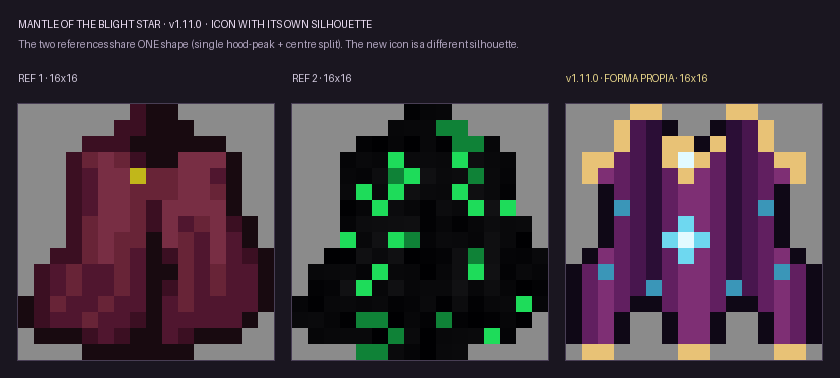 MANTLE OF THE BLIGHT STAR · v1.11.0 · ICON WITH ITS OWN SILHOUETTE
The two references share ONE shape (single hood-peak + centre split). The new icon is a different silhouette.
REF 1 · 16x16
REF 2 · 16x16
v1.11.0 · FORMA PROPIA · 16x16